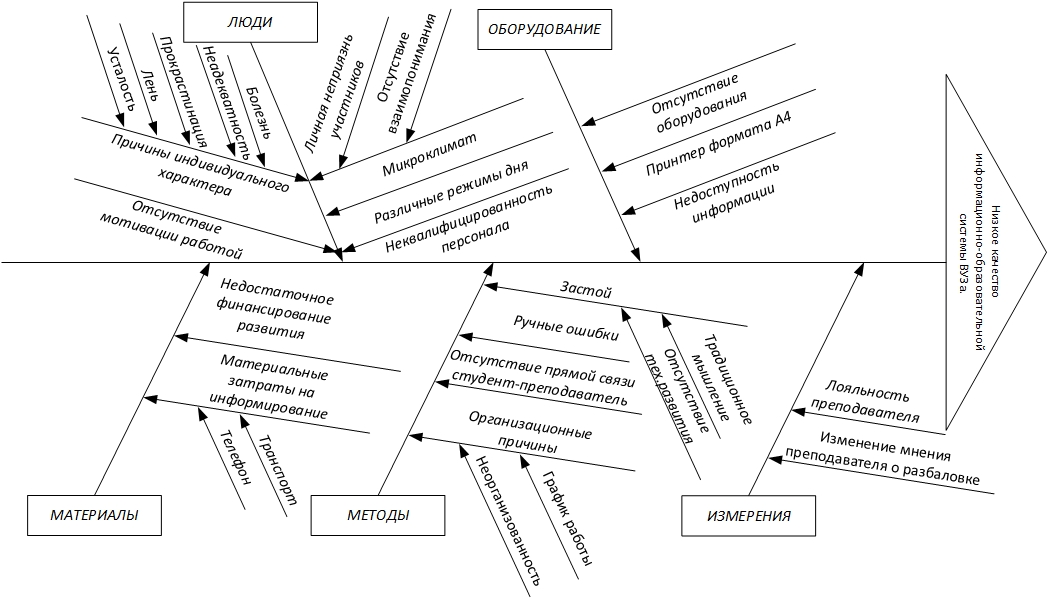 ЛЮДИ
ОБОРУДОВАНИЕ
Усталость
Лень
Прокрастинация
Неадекватность
Болезнь
Личная неприязнь
участников
Отсутствие
взаимопонимания
Причины индивидуального
характера
Отсутствие
мотивации работой
Микроклимат
Различные режимы дня
Неквалифицированность
персонала
Отсутствие
оборудования
Принтер формата А4
Недоступность
информации
Низкое качество
информационно-образовательной
системы ВУЗа.
Недостаточное
финансирование
развития
Материальные
затраты на
информирование
Телефон
Транспорт
Застой
Ручные ошибки
Отсутствие прямой связи
студент-преподаватель
Организационные
причины
Традиционное
мышление
Отсутствие
тех.развития
Неорганизованность
График работы
Лояльность
преподавателя
Изменение мнения
преподавателя о разбаловке
МАТЕРИАЛЫ
МЕТОДЫ
ИЗМЕРЕНИЯ